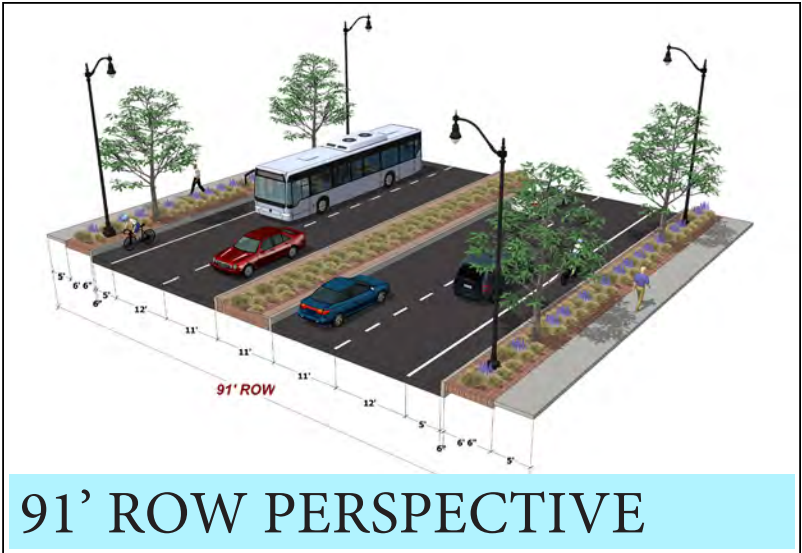 5' 6' 6" 6" 5' 12' 11' 11' 11' 12' 5' 6" 6' 6" 5'
91' ROW
91’ ROW PERSPECTIVE